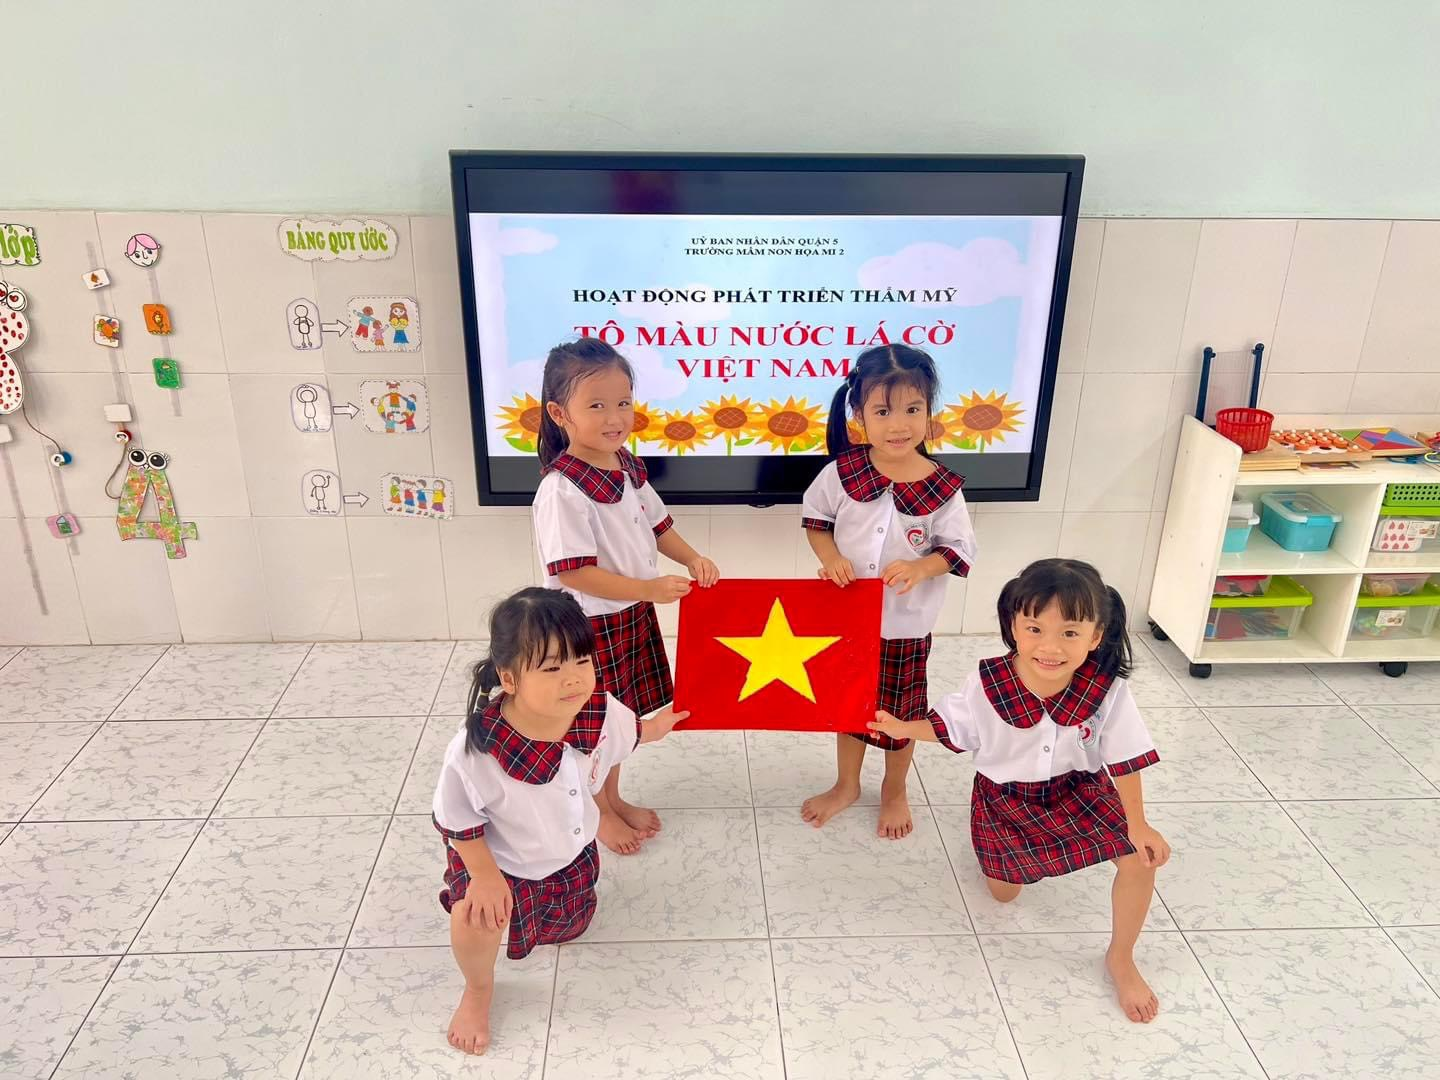 lớp
BẢNG QUY ƯỚC
UỶ BAN NHÂN DÂN QUẬN 5
TRƯỜNG MẦM NON HỌA MI 2
HOẠT ĐỘNG PHÁT TRIỂN THẨM MỸ
TÔ MÀU NƯỚC LÁ CỜ
VIỆT NAM